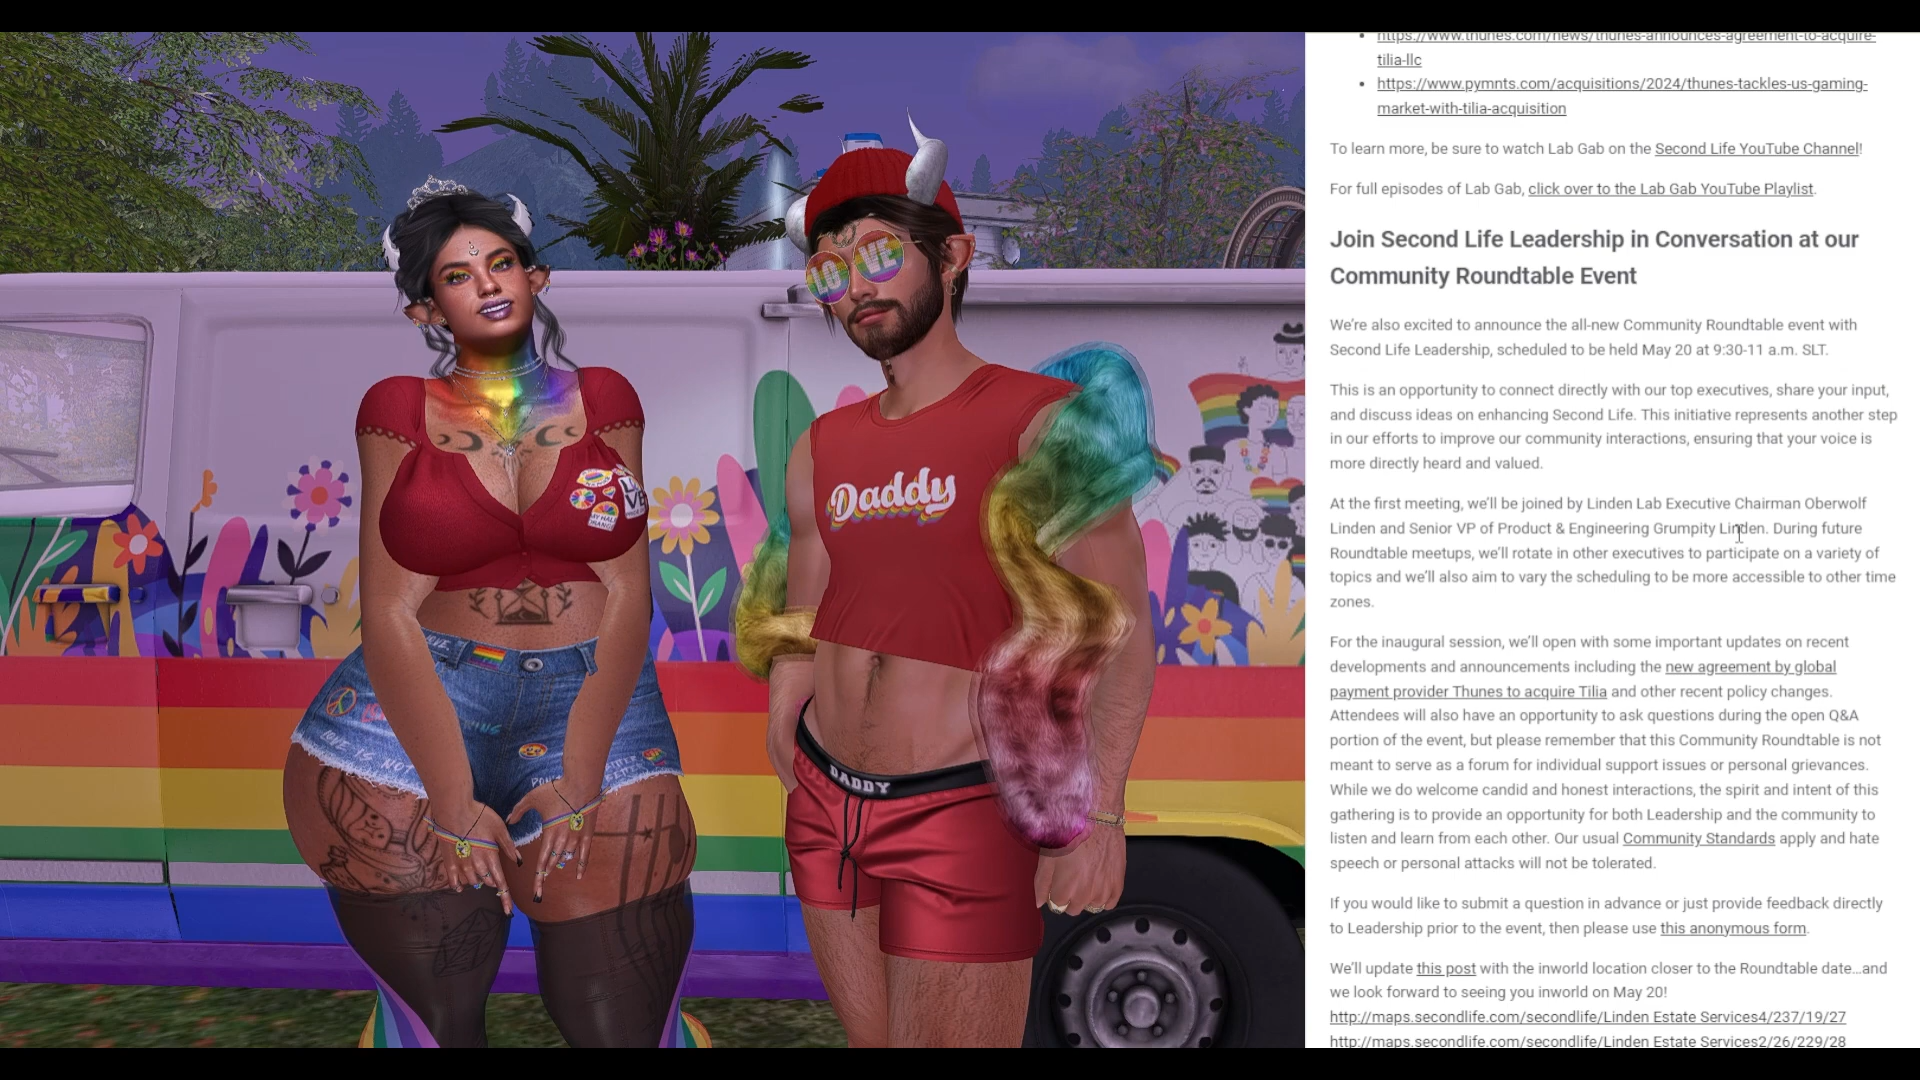 LOVE
Daddy
LO VE
DADDY
https://www.thunes.com/news/thunes-announces-agreement-to-acquire-
tilia-llc
https://www.pymnts.com/acquisitions/2024/thunes-tackles-us-gaming-
market-with-tilia-acquisition
To learn more, be sure to watch Lab Gab on the Second Life YouTube Channel!
For full episodes of Lab Gab, click over to the Lab Gab YouTube Playlist.
Join Second Life Leadership in Conversation at our
Community Roundtable Event
We’re also excited to announce the all-new Community Roundtable event with
Second Life Leadership, scheduled to be held May 20 at 9:30-11 a.m. SLT.
This is an opportunity to connect directly with our top executives, share your input,
and discuss ideas on enhancing Second Life. This initiative represents another step
in our efforts to improve our community interactions, ensuring that your voice is
more directly heard and valued.
At the first meeting, we’ll be joined by Linden Lab Executive Chairman Oberwolf
Linden and Senior VP of Product & Engineering Grumpity Linden. During future
Roundtable meetups, we’ll rotate in other executives to participate on a variety of
topics and we’ll also aim to vary the scheduling to be more accessible to other time
zones.
For the inaugural session, we’ll open with some important updates on recent
developments and announcements including the new agreement by global
payment provider Thunes to acquire Tilia and other recent policy changes.
Attendees will also have an opportunity to ask questions during the open Q&A
portion of the event, but please remember that this Community Roundtable is not
meant to serve as a forum for individual support issues or personal grievances.
While we do welcome candid and honest interactions, the spirit and intent of this
gathering is to provide an opportunity for both Leadership and the community to
listen and learn from each other. Our usual Community Standards apply and hate
speech or personal attacks will not be tolerated.
If you would like to submit a question in advance or just provide feedback directly
to Leadership prior to the event, then please use this anonymous form.
We’ll update this post with the inworld location closer to the Roundtable date…and
we look forward to seeing you inworld on May 20!
http://maps.secondlife.com/secondlife/Linden Estate Services4/237/19/27
http://maps.secondlife.com/secondlife/Linden Estate Services2/26/229/28